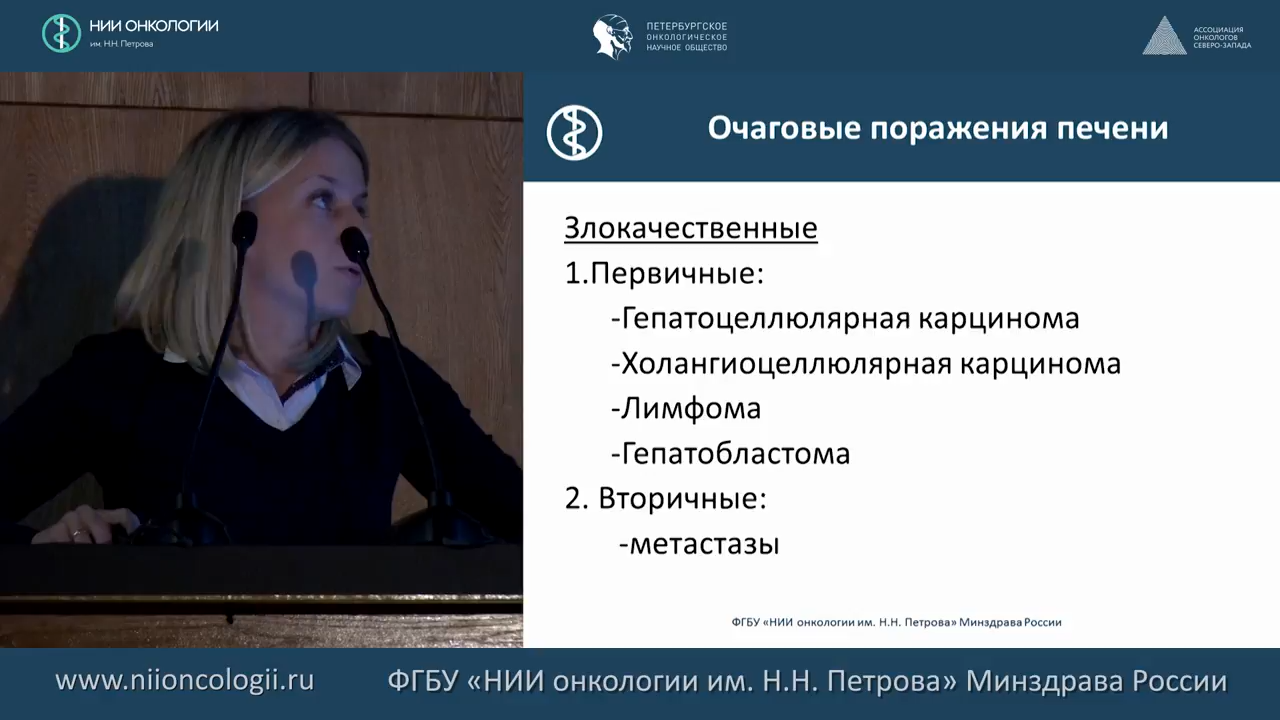 НИИ ОНКОЛОГИИ
им. Н.Н. Петрова
ПЕТЕРБУРГСКОЕ
ОНКОЛОГИЧЕСКОЕ
НАУЧНОЕ ОБЩЕСТВО
АССОЦИАЦИЯ
ОНКОЛОГОВ
СЕВЕРО-ЗАПАДА
Очаговые поражения печени
Злокачественные
1.Первичные:
-Гепатоцеллюлярная карцинома
-Холангиоцеллюлярная карцинома
-Лимфома
-Гепатобластома
2. Вторичные:
-метастазы
ФГБУ «НИИ онкологии им. Н.Н. Петрова» Минздрава России
www.niioncologii.ru
ФГБУ «НИИ онкологии им. Н.Н. Петрова» Минздрава России